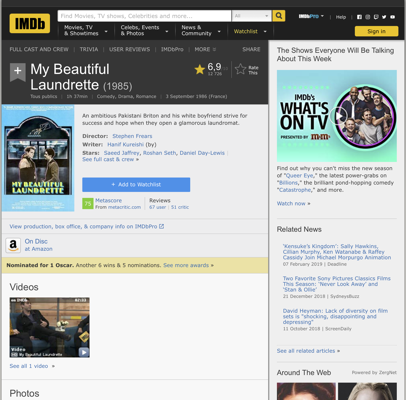 IMDb
Find Movies, TV shows, Celebrities and more...
All
IMDbPro
Help
Movies, TV
& Showtimes
Celebs, Events
& Photos
News &
Community
Watchlist
Sign in
FULL CAST AND CREW | TRIVIA | USER REVIEWS | IMDbPro | MORE
SHARE
My Beautiful
Laundrette (1985)
6,9
Rate
This
Tous publics | 1h 37min | Comedy, Drama, Romance | 3 September 1986 (France)
An ambitious Pakistani Briton and his white boyfriend strive for
success and hope when they open a glamorous laundromat.
Director: Stephen Frears
Writer: Hanif Kureishi (by)
Stars: Saeed Jaffrey, Roshan Seth, Daniel Day-Lewis
See full cast & crew »
+ Add to Watchlist
75
Metascore
From metacritic.com
Reviews
67 user | 51 critic
MY BEAUTIFUL
LAUNDRETTE
View production, box office, & company info on IMDbPro
On Disc
at Amazon
Nominated for 1 Oscar. Another 6 wins & 5 nominations. See more awards »
Videos
Video
My Beautiful Laundrette
See all 1 video »
Photos
The Shows Everyone Will Be Talking
About This Week
IMDb's
WHAT'S
ON TV
PRESENTED BY
Find out why you can't miss the new season
of "Queer Eye," the latest power-grabs on
"Billions," the brilliant pond-hopping comedy
"Catastrophe," and more.
Watch now »
Related News
'Kensuke's Kingdom': Sally Hawkins,
Cillian Murphy, Ken Watanabe & Raffey
Cassidy Join Michael Morpurgo Animation
07 February 2019 | Deadline
Two Favorite Sony Pictures Classics Films
This Season: 'Never Look Away' and
'Stan & Ollie'
31 December 2018 | SydneysBuzz
David Heyman: Lack of diversity on film
sets is "shocking, disappointing and
depressing"
11 October 2018 | ScreenDaily
See all related articles »
Around The Web
Powered by ZergNet